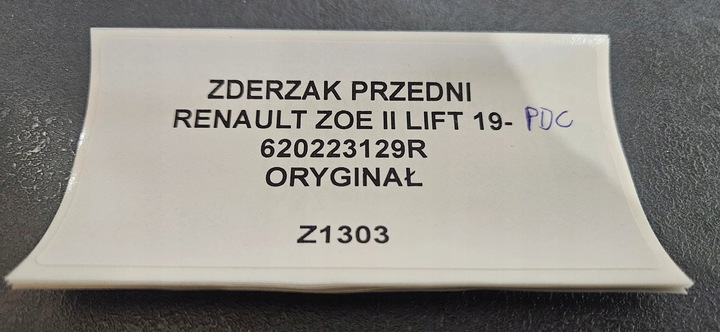 ZDERZAK PRZEDNI
RENAULT ZOE II LIFT 19- PDC
620223129R
ORYGINAŁ
Z1303